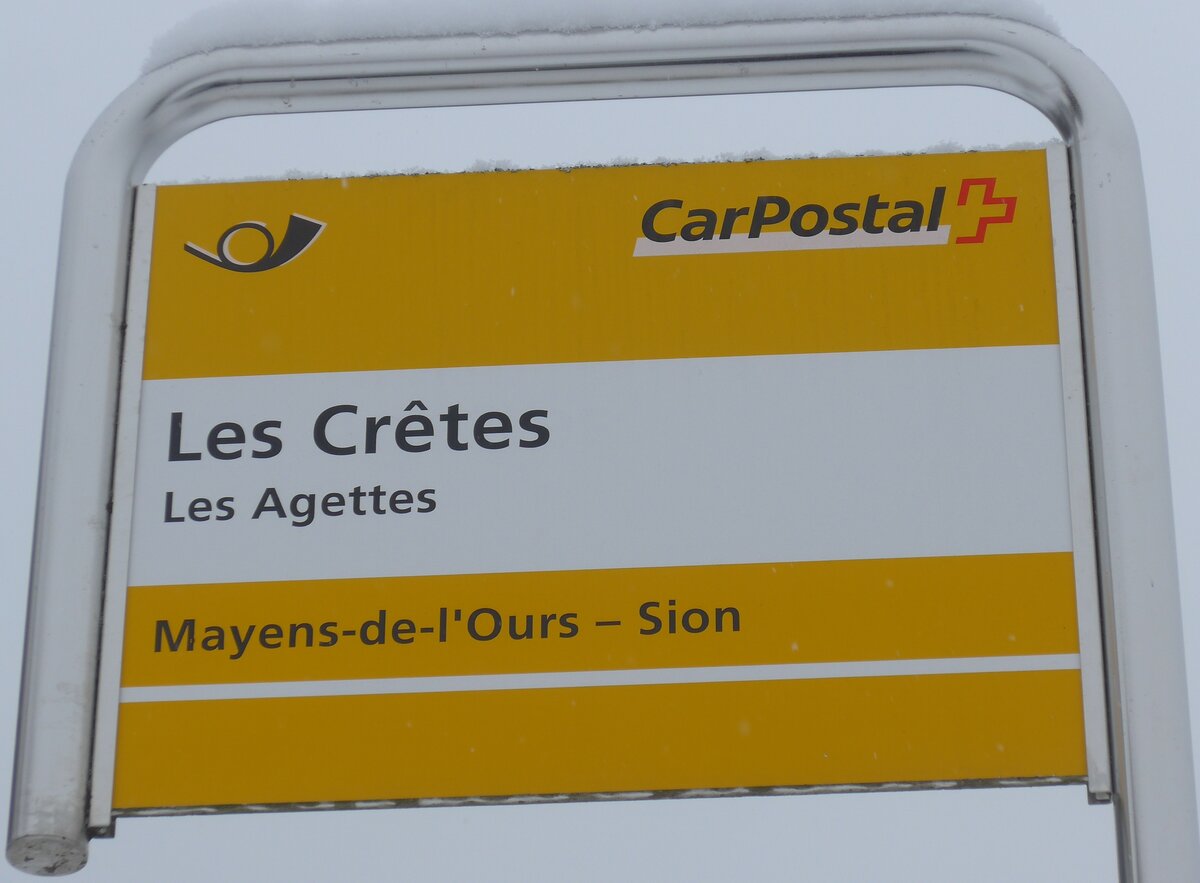 CarPostal
Les Crêtes
Les Agettes
Mayens-de-l'Ours – Sion